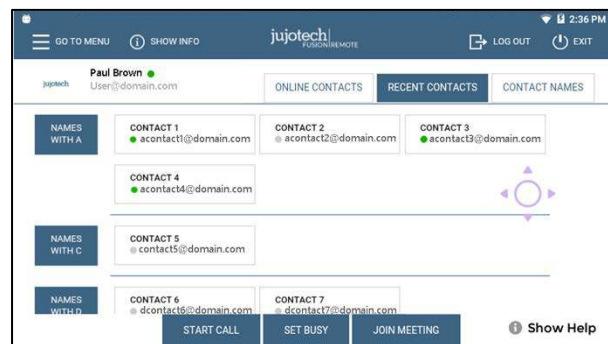 2:36 PM
GO TO MENU
SHOW INFO
jujotech
FUSION|REMOTE
LOG OUT
EXIT
jujotech
Paul Brown
User@domain.com
ONLINE CONTACTS
RECENT CONTACTS
CONTACT NAMES
NAMES
WITH A
CONTACT 1
acontact1@domain.com
CONTACT 2
acontact2@domain.com
CONTACT 3
acontact3@domain.com
CONTACT 4
acontact4@domain.com
NAMES
WITH C
CONTACT 5
contact5@domain.com
NAMES
WITH D
CONTACT 6
dcontact6@domain.com
CONTACT 7
dcontact7@domain.com
START CALL
SET BUSY
JOIN MEETING
Show Help